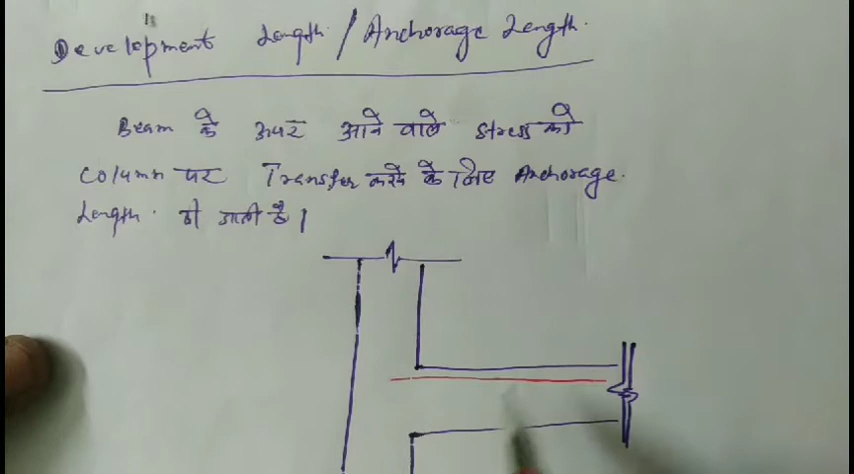 Development Length / Anchorage Length.
Beam के ऊपर आने वाले stress को
column पर Transfer करने के लिए Anchorage
Length. दी जाती है।